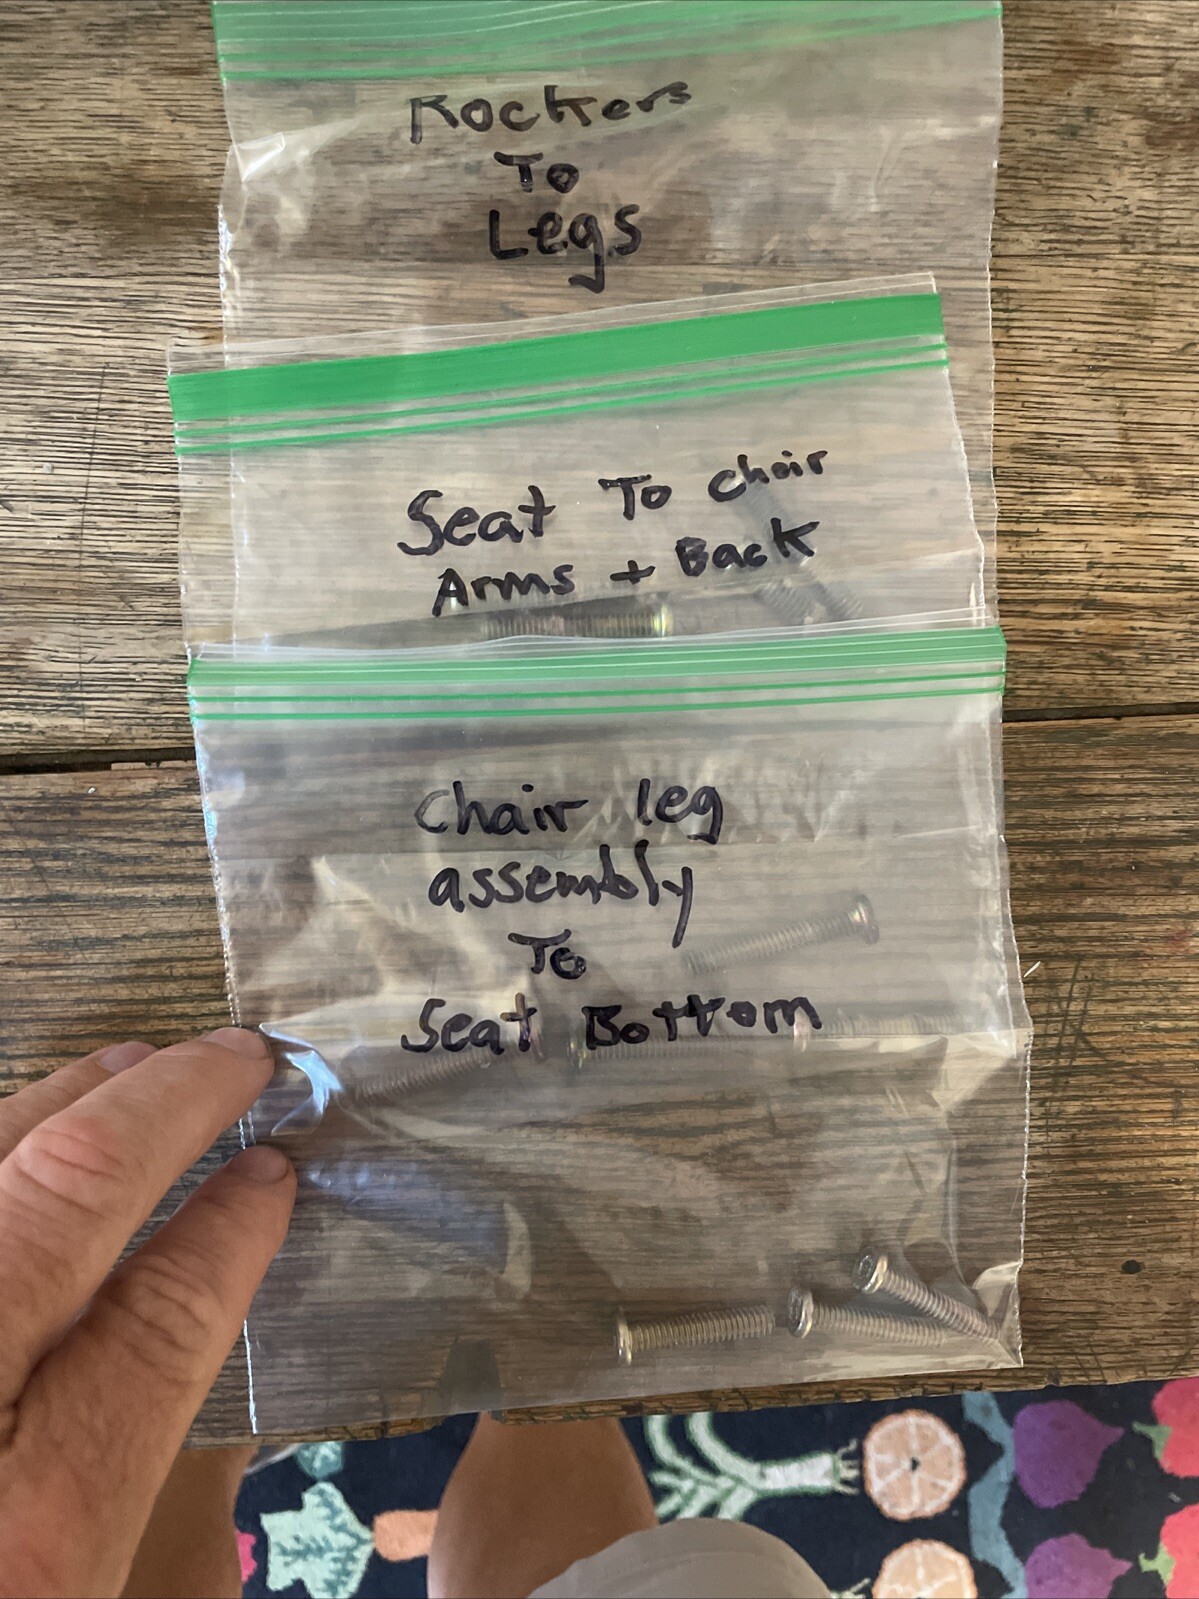 Rockers
To
Legs
Seat To chair
Arms + Back
chair leg
assembly
To
Seat Bottom